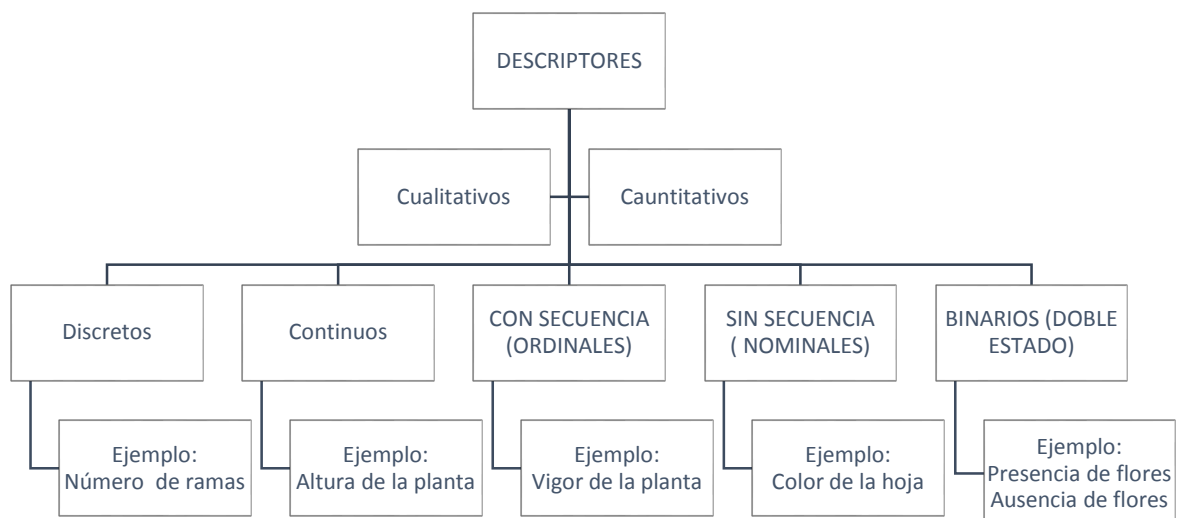 DESCRIPTORES
Cualitativos
Cauntitativos
Discretos
Continuos
CON SECUENCIA
(ORDINALES)
SIN SECUENCIA
( NOMINALES)
BINARIOS (DOBLE
ESTADO)
Ejemplo:
Número  de ramas
Ejemplo:
Altura de la planta
Ejemplo:
Vigor de la planta
Ejemplo:
Color de la hoja
Ejemplo:
Presencia de flores
Ausencia de flores